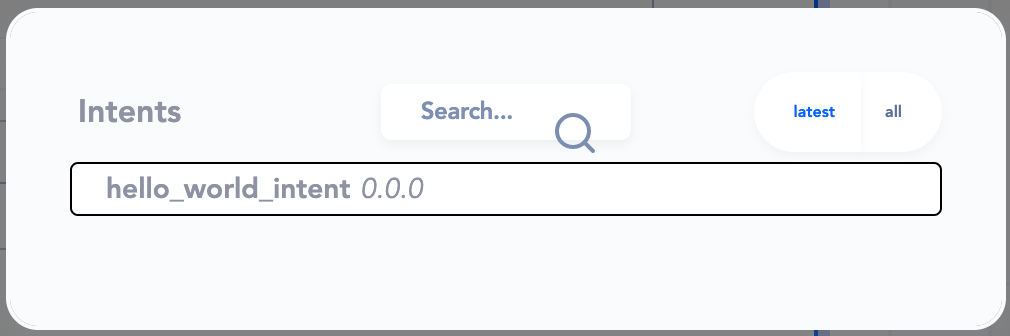 Intents
Search...
latest
all
hello_world_intent 0.0.0